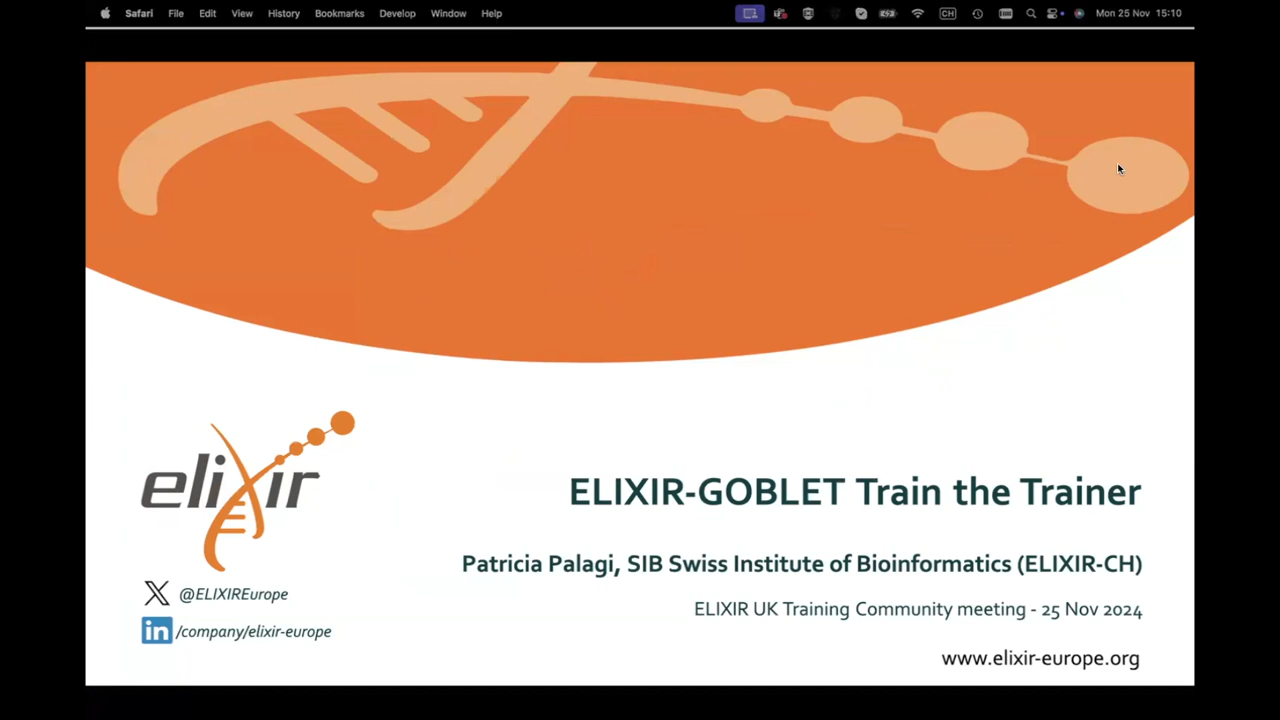 Safari File Edit View History Bookmarks Develop Window Help CH Mon 25 Nov 15:10
elixir
ELIXIR-GOBLET Train the Trainer
Patricia Palagi, SIB Swiss Institute of Bioinformatics (ELIXIR-CH)
@ELIXIREurope
ELIXIR UK Training Community meeting - 25 Nov 2024
in /company/elixir-europe
www.elixir-europe.org